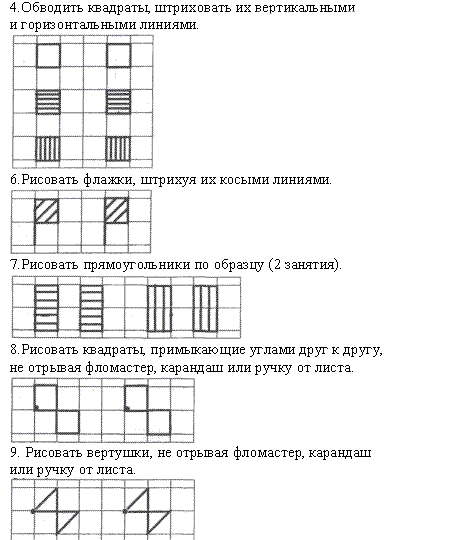 4.Обводить квадраты, штриховать их вертикальными
и горизонтальными линиями.
6.Рисовать флажки, штрихуя их косыми линиями.
7.Рисовать прямоугольники по образцу (2 занятия).
8.Рисовать квадраты, примыкающие углами друг к другу,
не отрывая фломастер, карандаш или ручку от листа.
9. Рисовать вертушки, не отрывая фломастер, карандаш
или ручку от листа.